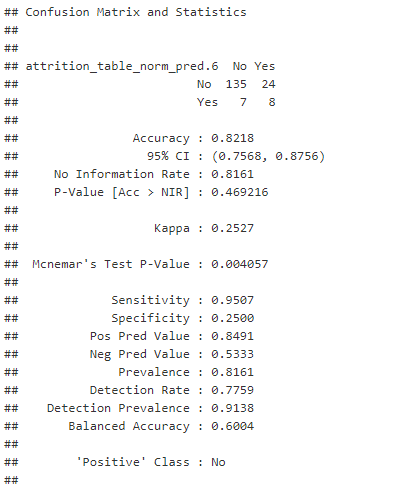 ## Confusion Matrix and Statistics
##
##
## attrition_table_norm_pred.6  No Yes
##                         No  135  24
##                         Yes   7   8
##
##                Accuracy : 0.8218
##                  95% CI : (0.7568, 0.8756)
##     No Information Rate : 0.8161
##     P-Value [Acc > NIR] : 0.469216
##
##                   Kappa : 0.2527
##
##  Mcnemar's Test P-Value : 0.004057
##
##             Sensitivity : 0.9507
##             Specificity : 0.2500
##          Pos Pred Value : 0.8491
##          Neg Pred Value : 0.5333
##              Prevalence : 0.8161
##          Detection Rate : 0.7759
##    Detection Prevalence : 0.9138
##       Balanced Accuracy : 0.6004
##
##        'Positive' Class : No
##